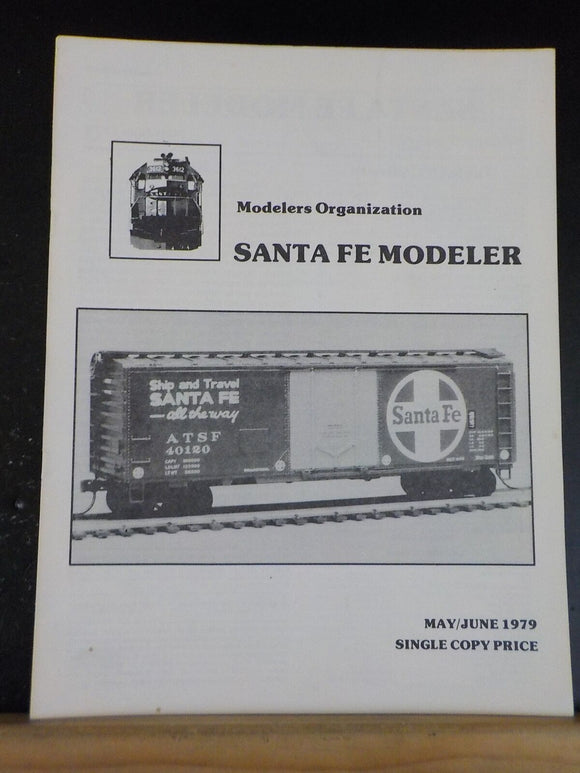 3612
Modelers Organization
SANTA FE MODELER
Ship and Travel
SANTA FE
—all the way
ATSF
40120
Santa Fe
MAY/JUNE 1979
SINGLE COPY PRICE